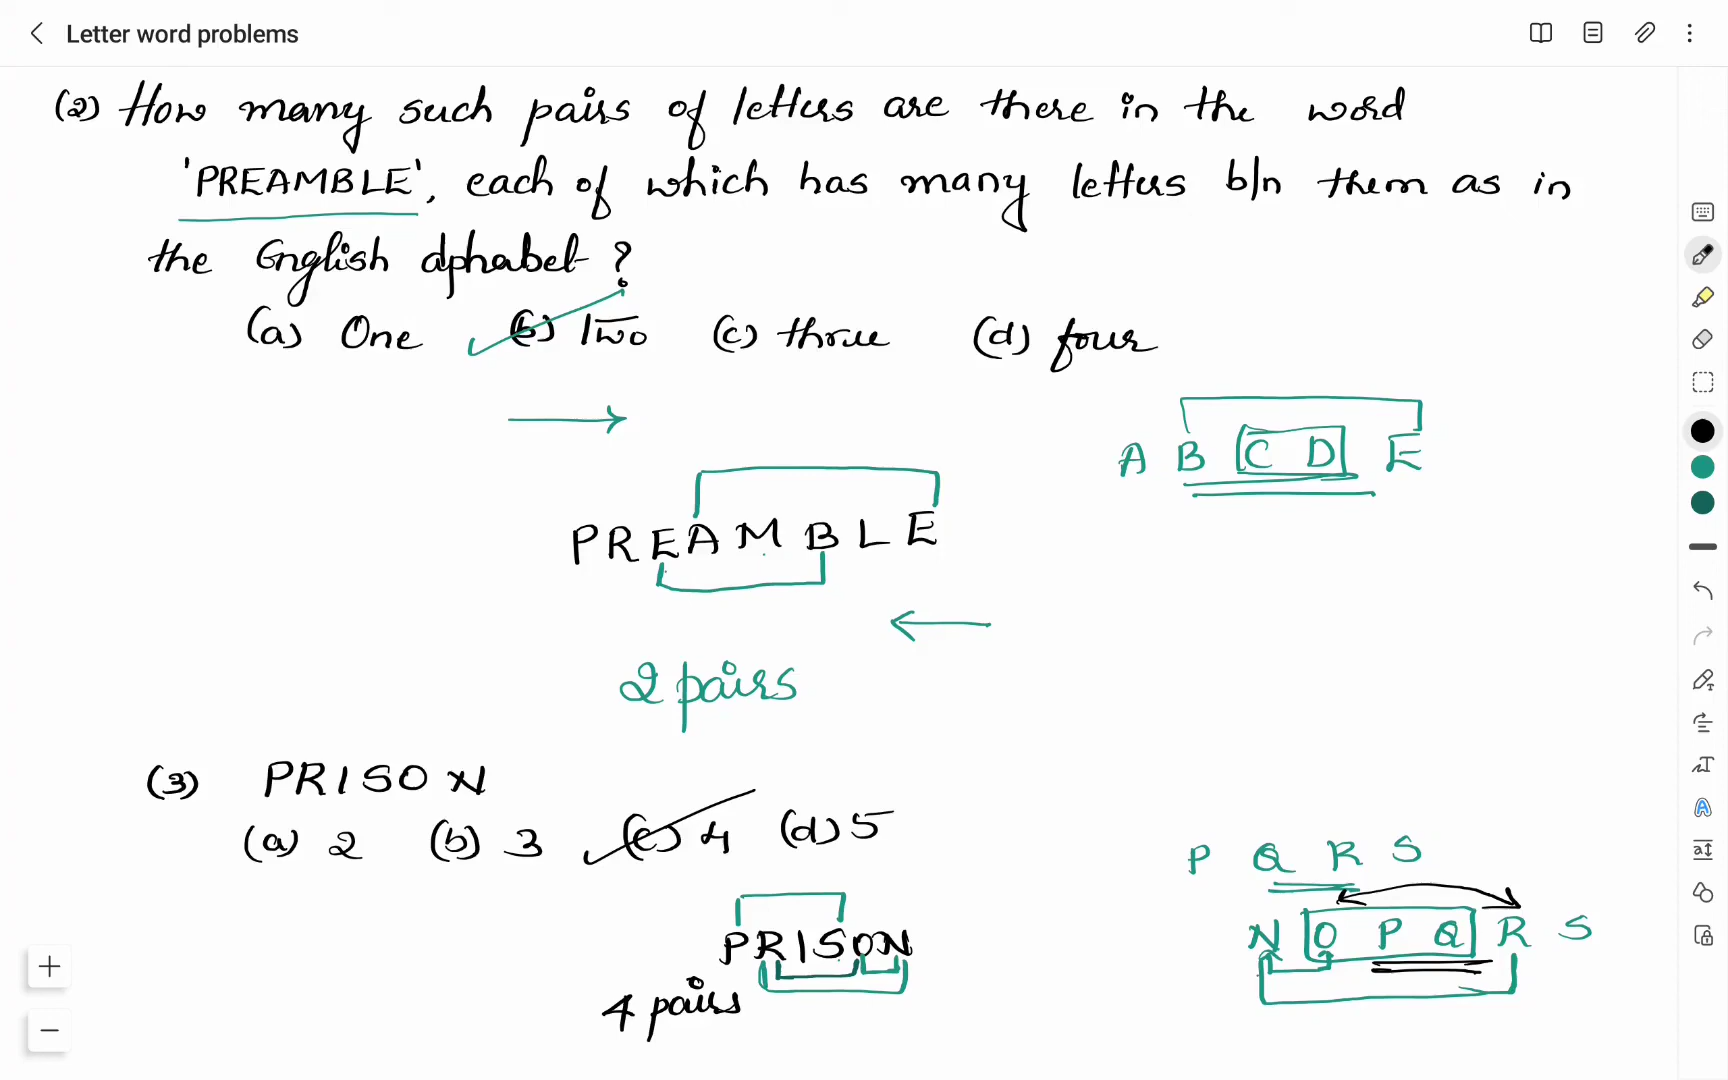 Letter word problems
(2) How many such pairs of letters are there in the word
'PREAMBLE', each of which has many letters b/n them as in
the English alphabet ?
(a) One (b) Two (c) three (d) four
A B C D E
PREAMBLE
2 pairs
(3) PRISON
(a) 2 (b) 3 (c) 4 (d) 5
P Q R S
PRISON
N O P Q R S
4 pairs